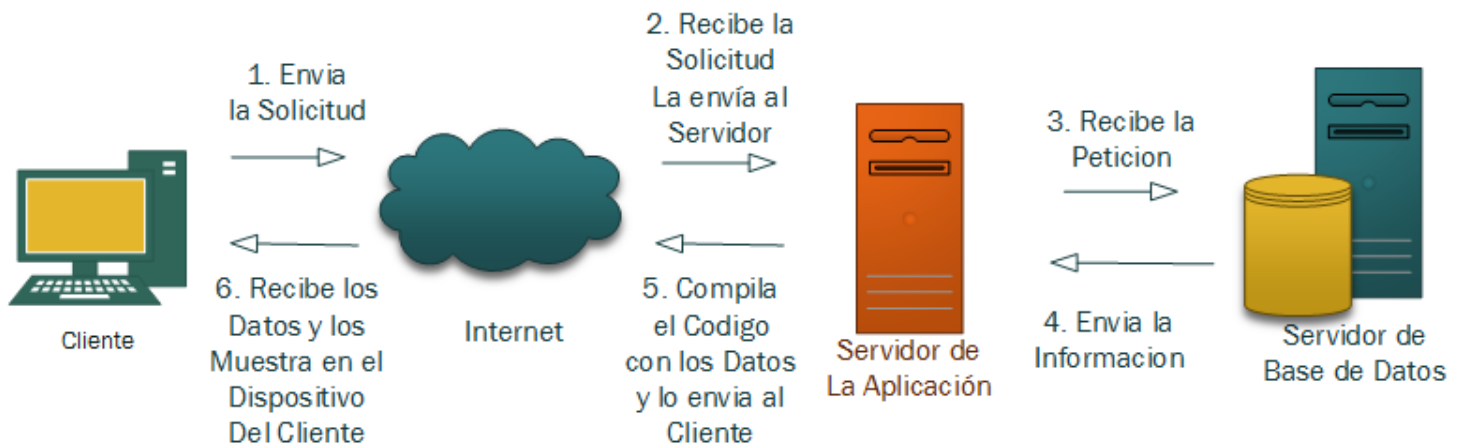 1. Envia
la Solicitud
2. Recibe la
Solicitud
La envía al
Servidor
3. Recibe la
Peticion
4. Envia la
Informacion
5. Compila
el Codigo
con los Datos
y lo envia al
Cliente
6. Recibe los
Datos y los
Muestra en el
Dispositivo
Del Cliente
Cliente
Internet
Servidor de
La Aplicación
Servidor de
Base de Datos